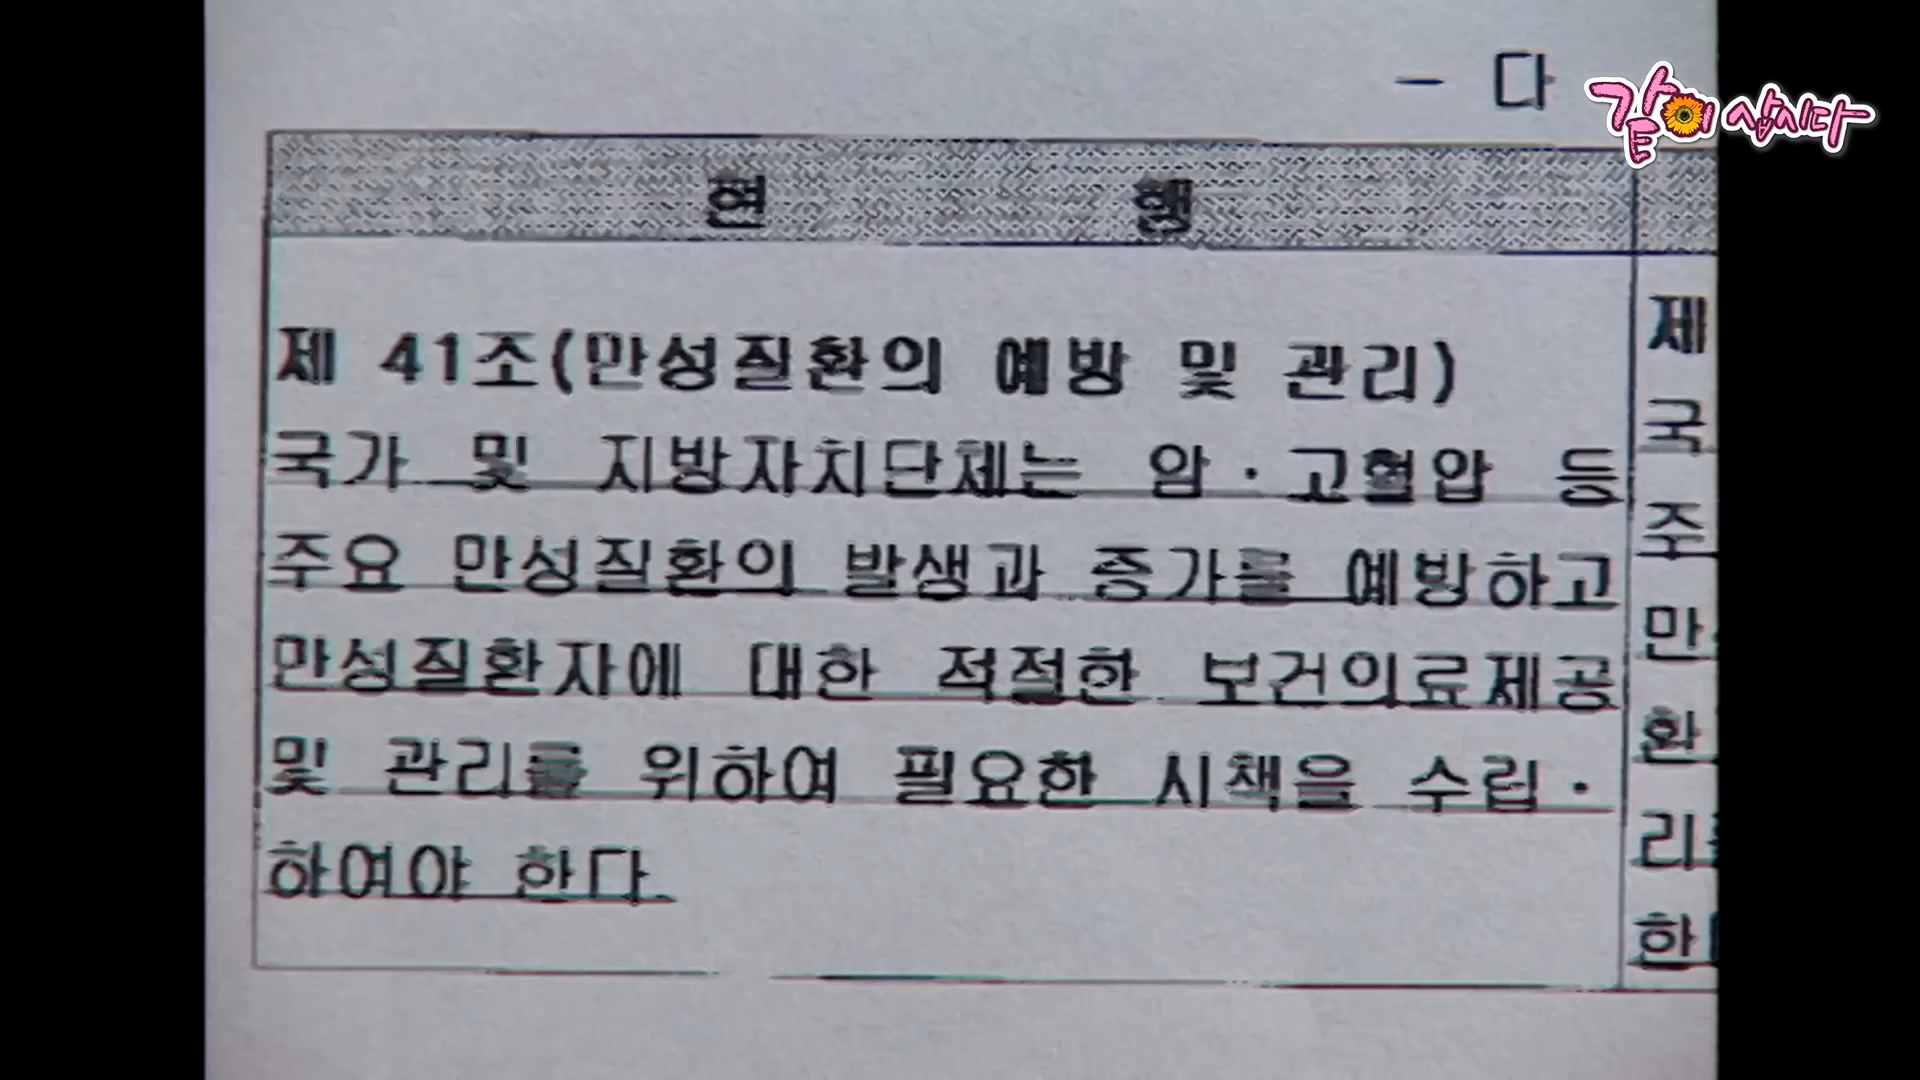 - 다
같이 삽시다
현 행
제 41조(만성질환의 예방 및 관리)
국가 및 지방자치단체는 암·고혈압 등
주요 만성질환의 발생과 증가를 예방하고
만성질환자에 대한 적절한 보건의료제공
및 관리를 위하여 필요한 시책을 수립·
하여야 한다.
제
국
주
만
환
리
한